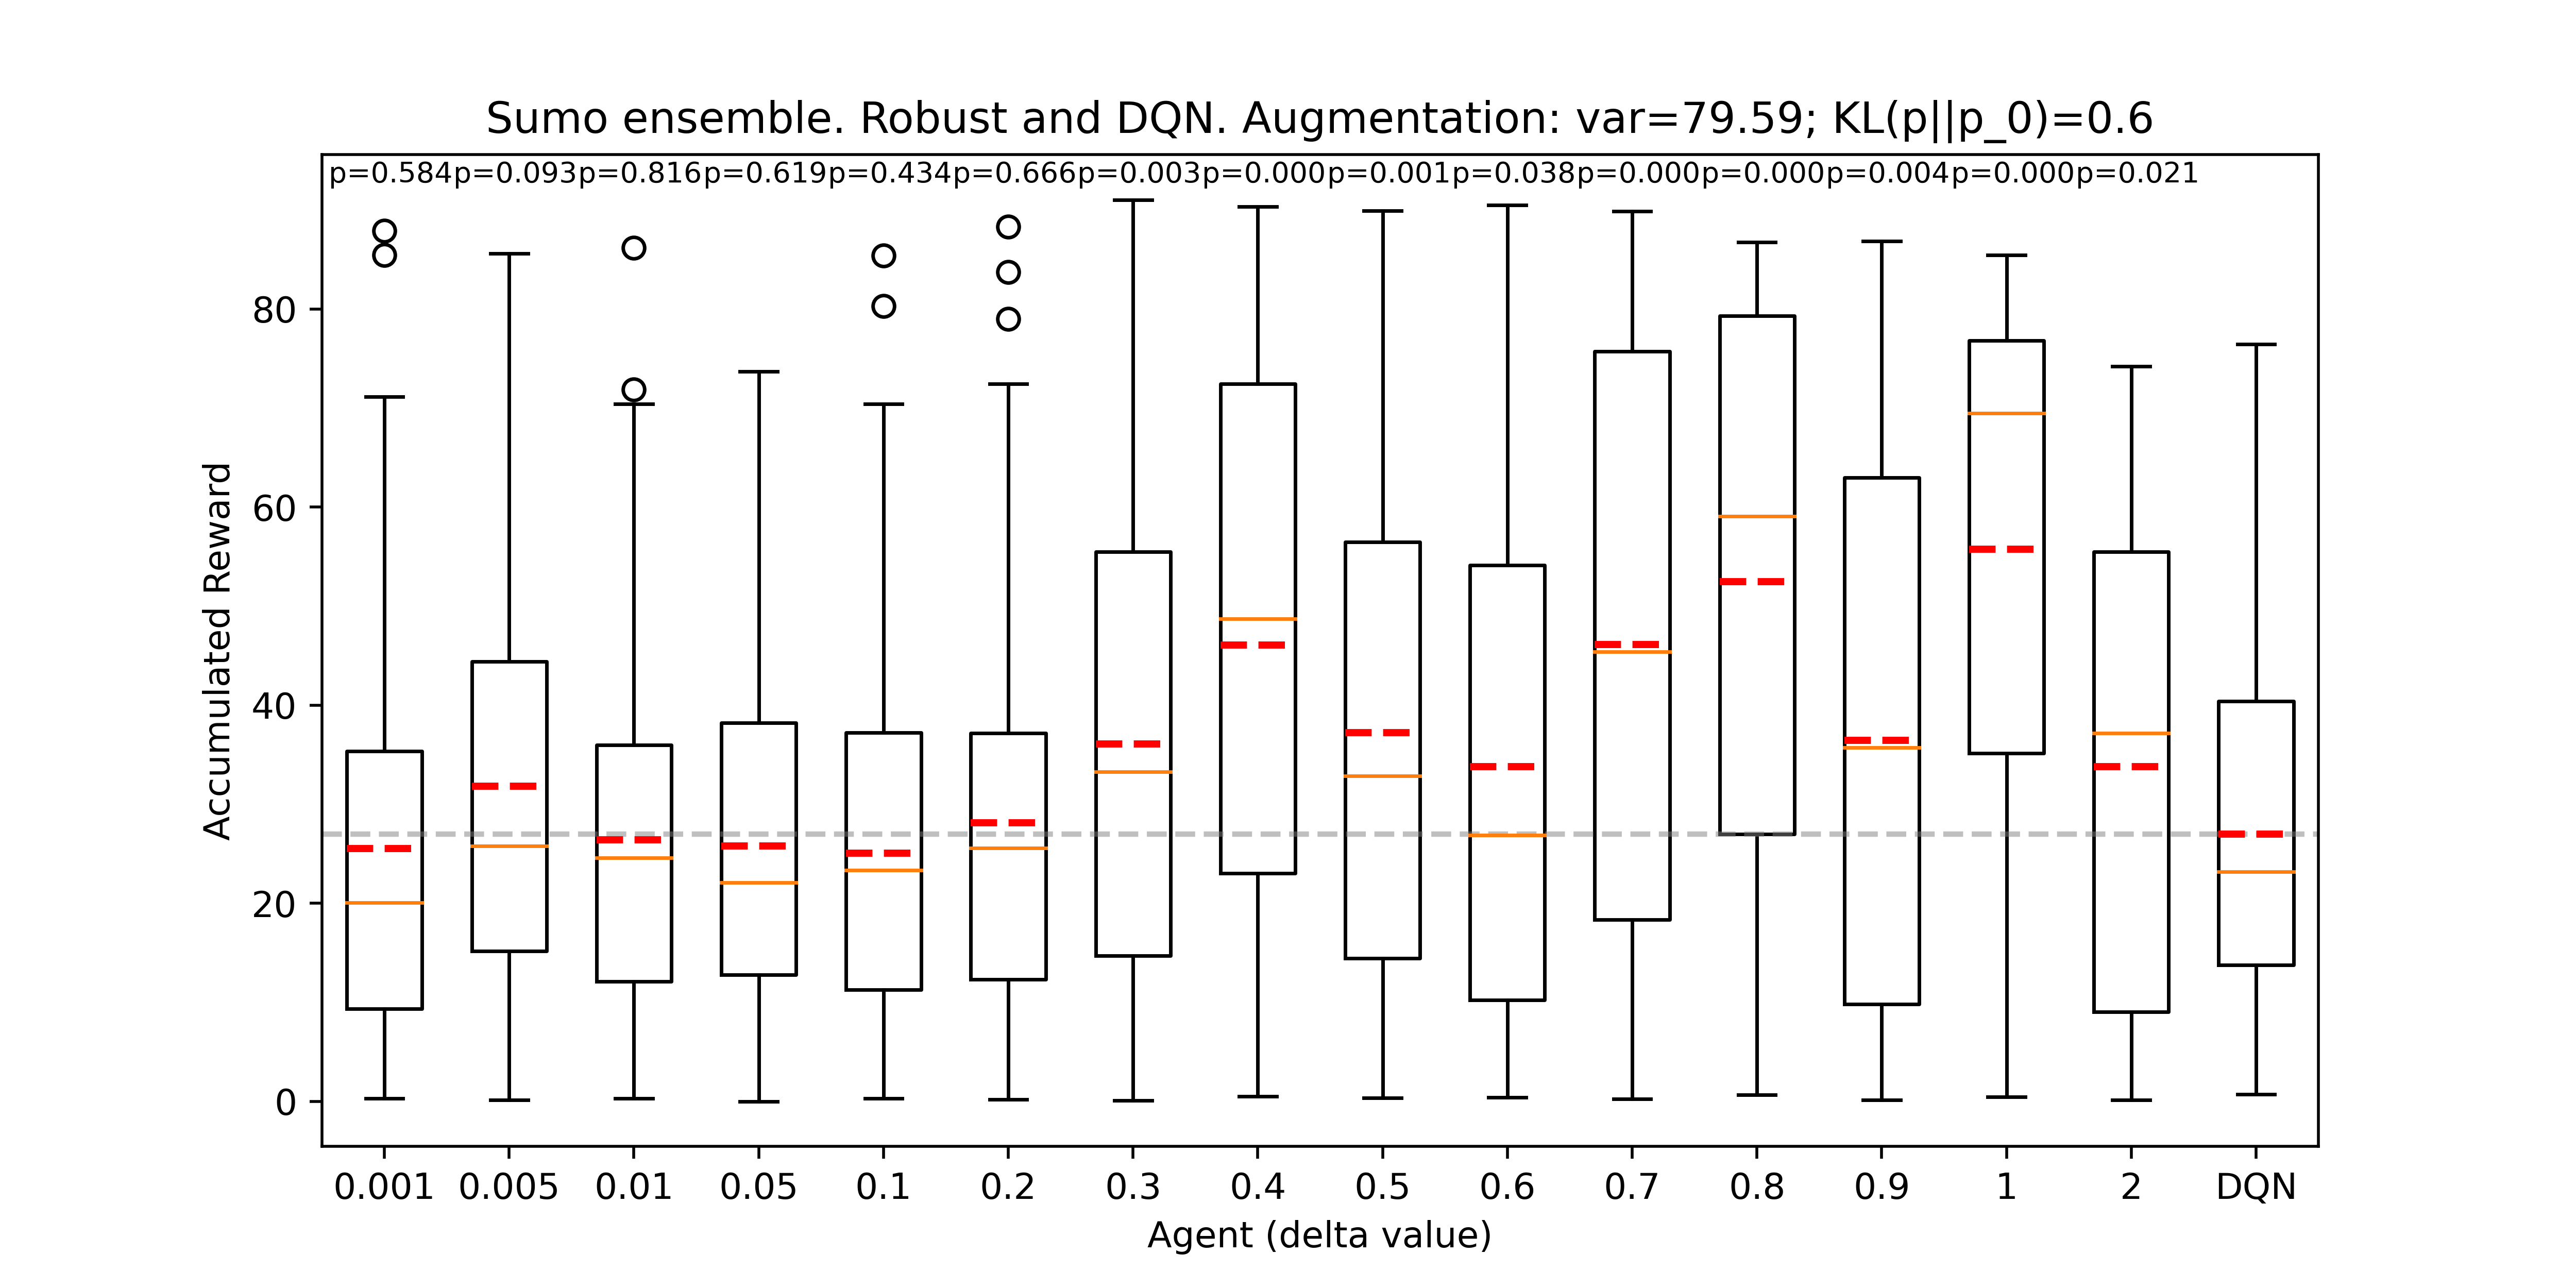 Sumo ensemble. Robust and DQN. Augmentation: var=79.59; KL(p||p_0)=0.6
p=0.584p=0.093p=0.816p=0.619p=0.434p=0.666p=0.003p=0.000p=0.001p=0.038p=0.000p=0.000p=0.004p=0.000p=0.021
80
60
40
20
0
Accumulated Reward
0.001 0.005 0.01 0.05 0.1 0.2 0.3 0.4 0.5 0.6 0.7 0.8 0.9 1 2 DQN
Agent (delta value)